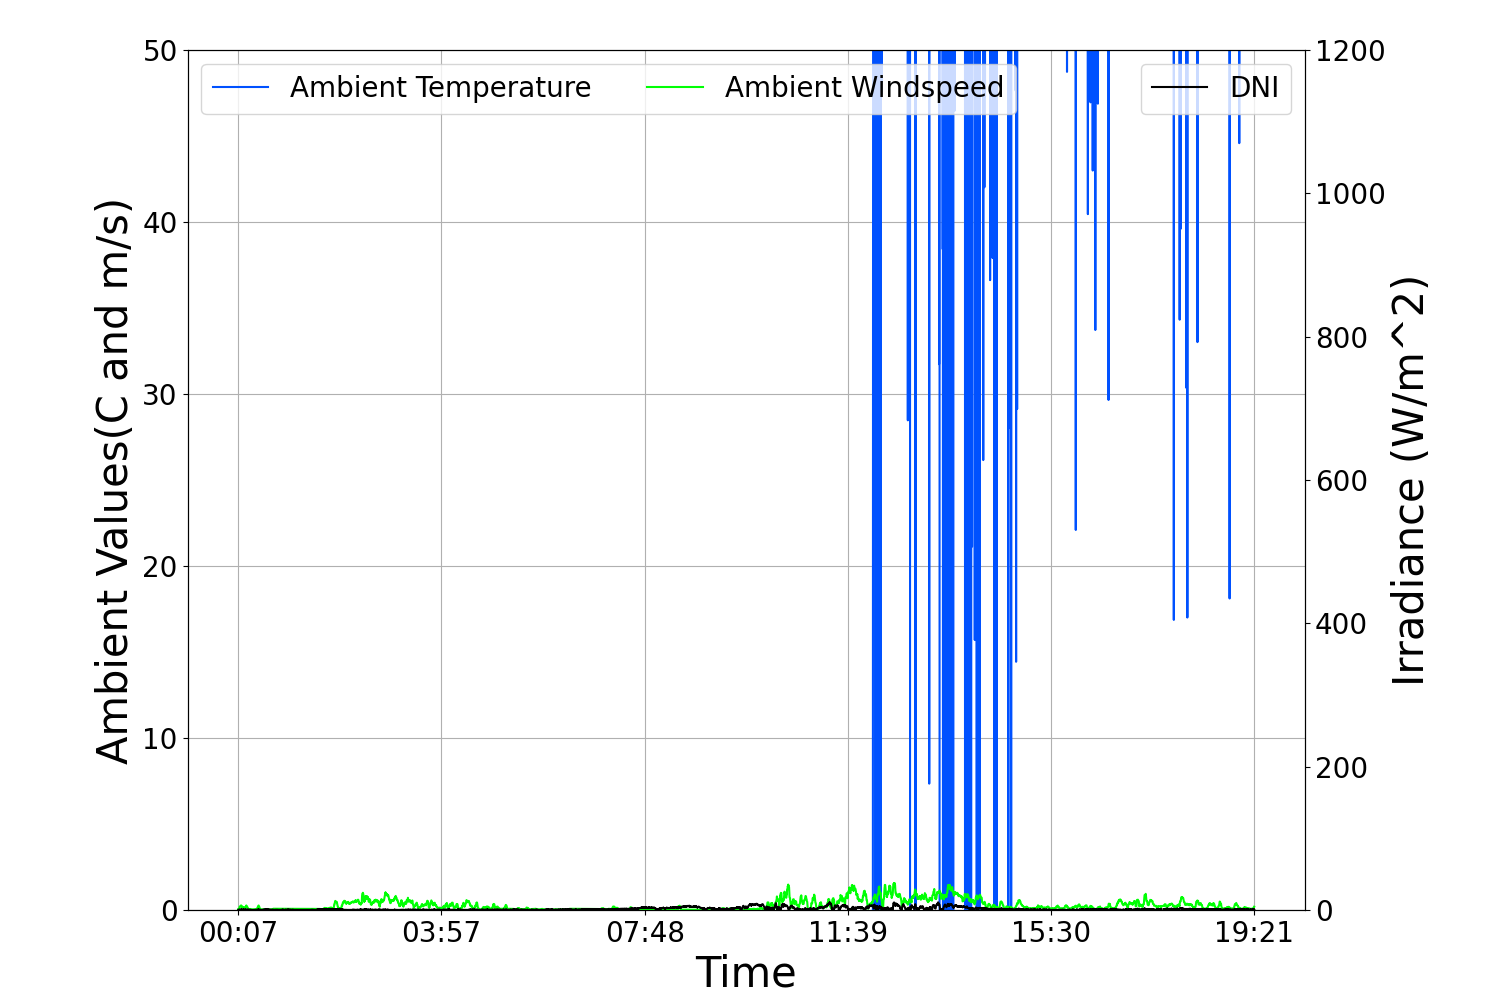 Ambient Temperature
Ambient Windspeed
DNI
Ambient Values(C and m/s)
50
40
30
20
10
0
1200
1000
800
600
400
200
0
Irradiance (W/m^2)
00:07 03:57 07:48 11:39 15:30 19:21
Time